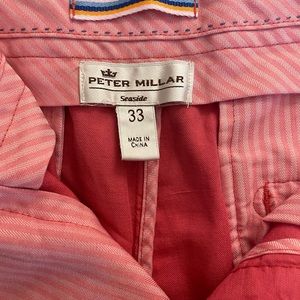 PETER MILLAR
Seaside
33
MADE IN
CHINA